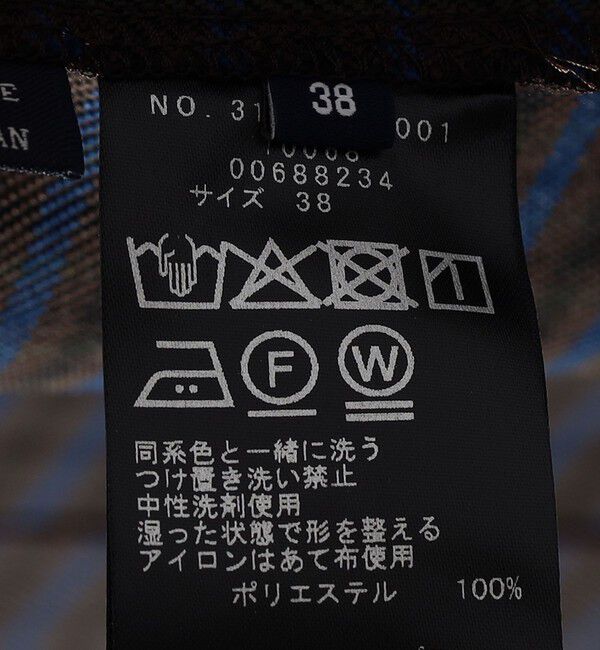 38
NO. 31 001
00688234
サイズ 38
F
W
同系色と一緒に洗う
つけ置き洗い禁止
中性洗剤使用
湿った状態で形を整える
アイロンはあて布使用
ポリエステル 100%